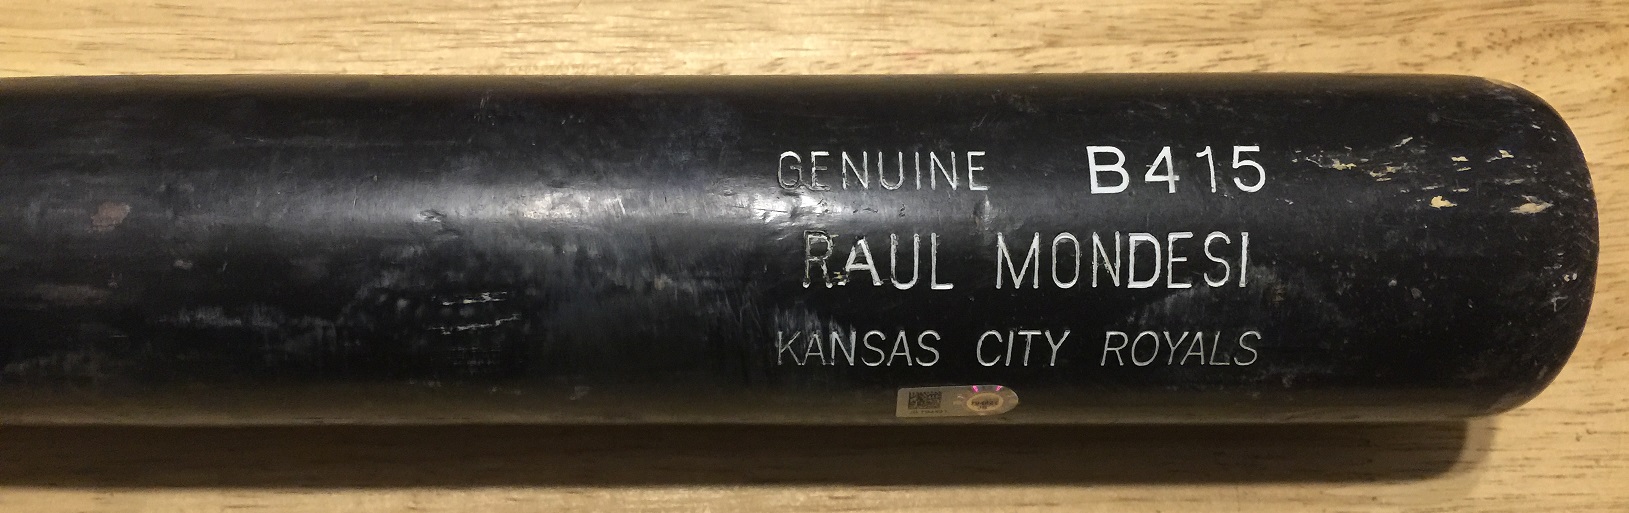 GENUINE B415
RAUL MONDESI
KANSAS CITY ROYALS